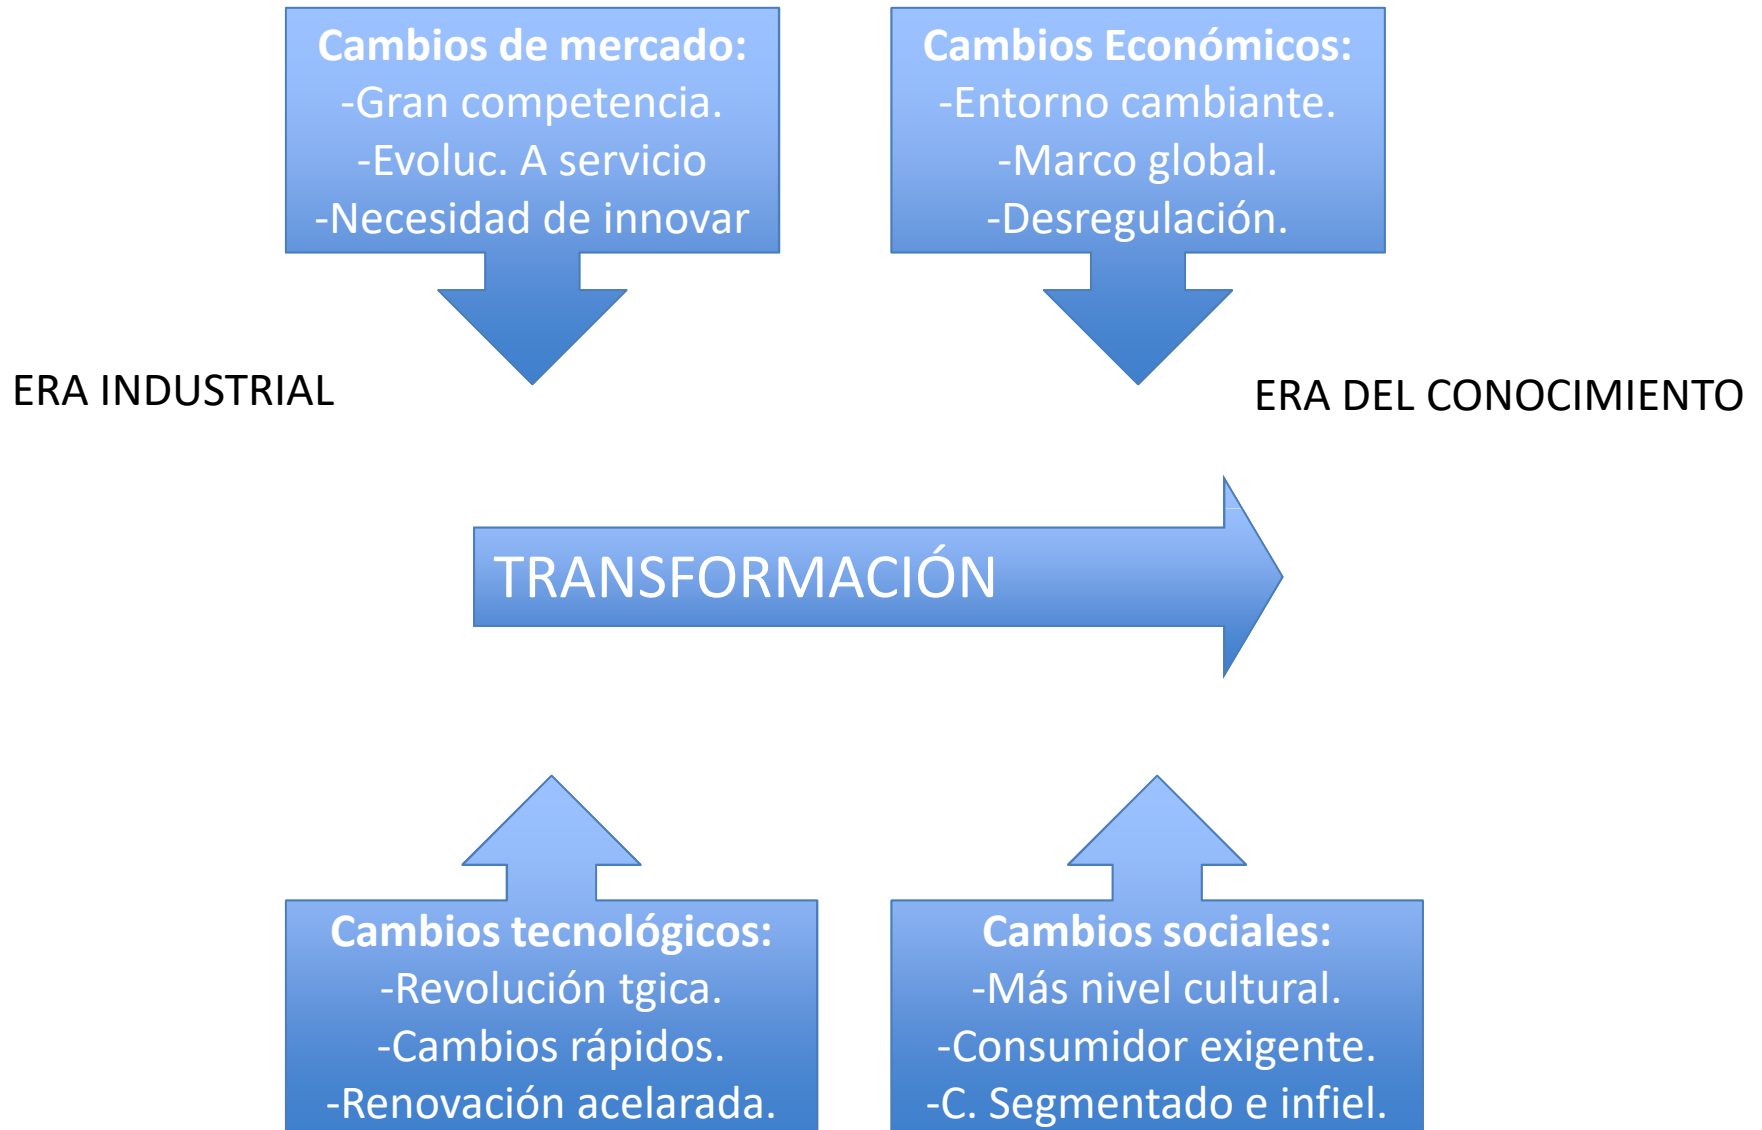 Cambios de mercado:
-Gran competencia.
-Evoluc. A servicio
-Necesidad de innovar
Cambios Económicos:
-Entorno cambiante.
-Marco global.
-Desregulación.
ERA INDUSTRIAL
ERA DEL CONOCIMIENTO
TRANSFORMACIÓN
Cambios tecnológicos:
-Revolución tgica.
-Cambios rápidos.
-Renovación acelarada.
Cambios sociales:
-Más nivel cultural.
-Consumidor exigente.
-C. Segmentado e infiel.